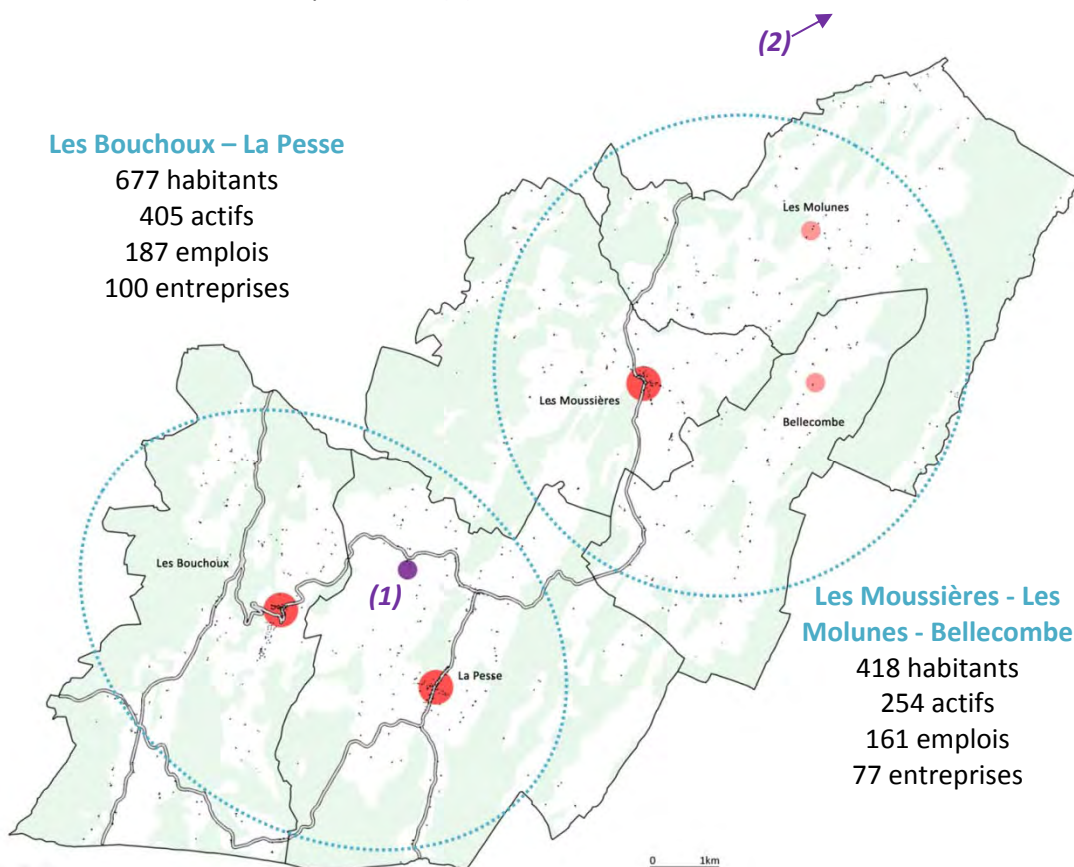 (2)
Les Bouchoux – La Pesse
677 habitants
405 actifs
187 emplois
100 entreprises
Les Molunes
Les Moussières
Bellecombe
Les Bouchoux
(1)
La Pesse
Les Moussières - Les
Molunes - Bellecombe
418 habitants
254 actifs
161 emplois
77 entreprises
0 1km